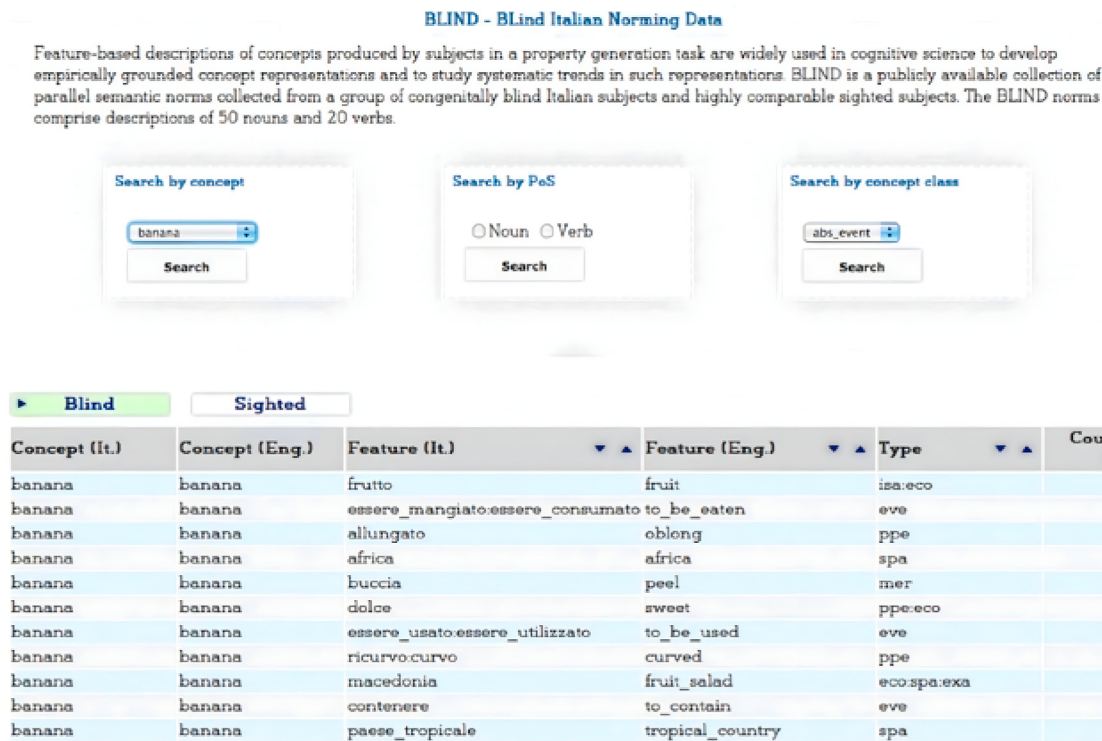 BLIND - BLind Italian Norming Data
Feature-based descriptions of concepts produced by subjects in a property generation task are widely used in cognitive science to develop
empirically grounded concept representations and to study systematic trends in such representations. BLIND is a publicly available collection of
parallel semantic norms collected from a group of congenitally blind Italian subjects and highly comparable sighted subjects. The BLIND norms
comprise descriptions of 50 nouns and 20 verbs.
Search by concept Search by PoS Search by concept class
banana Noun Verb abs_event
Search Search Search
Blind Sighted
Concept (It.) Concept (Eng.) Feature (It.) Feature (Eng.) Type Cou
banana banana frutto fruit isa:eco
banana banana essere_mangiato:essere_consumato to_be_eaten eve
banana banana allungato oblong ppe
banana banana africa africa spa
banana banana buccia peel mer
banana banana dolce sweet ppe:eco
banana banana essere_usato:essere_utilizzato to_be_used eve
banana banana ricurvo:curvo curved ppe
banana banana macedonia fruit_salad eco:spa:exa
banana banana contenere to_contain eve
banana banana paese_tropicale tropical_country spa